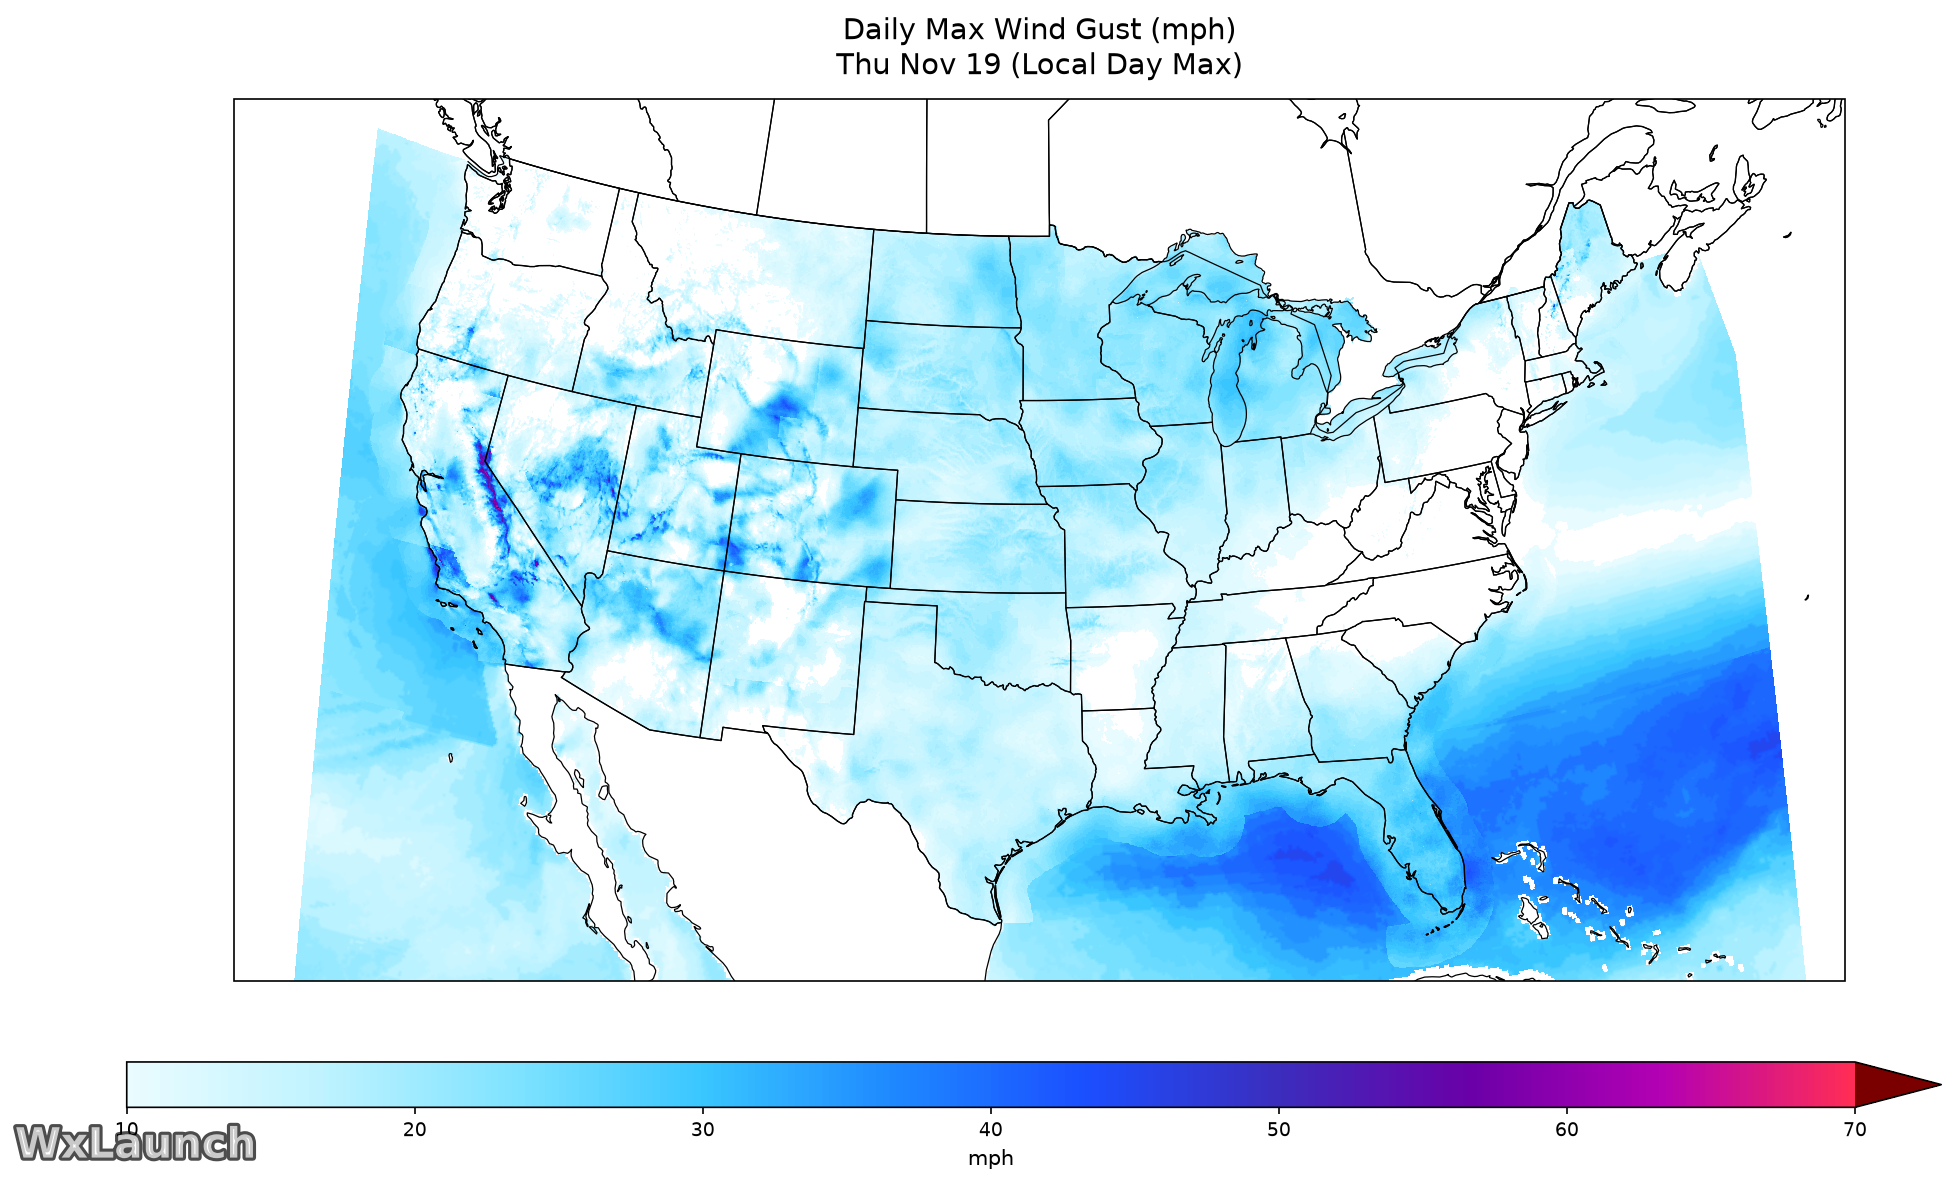 Daily Max Wind Gust (mph)
Thu Nov 19 (Local Day Max)
10 20 30 40 50 60 70
mph
WxLaunch